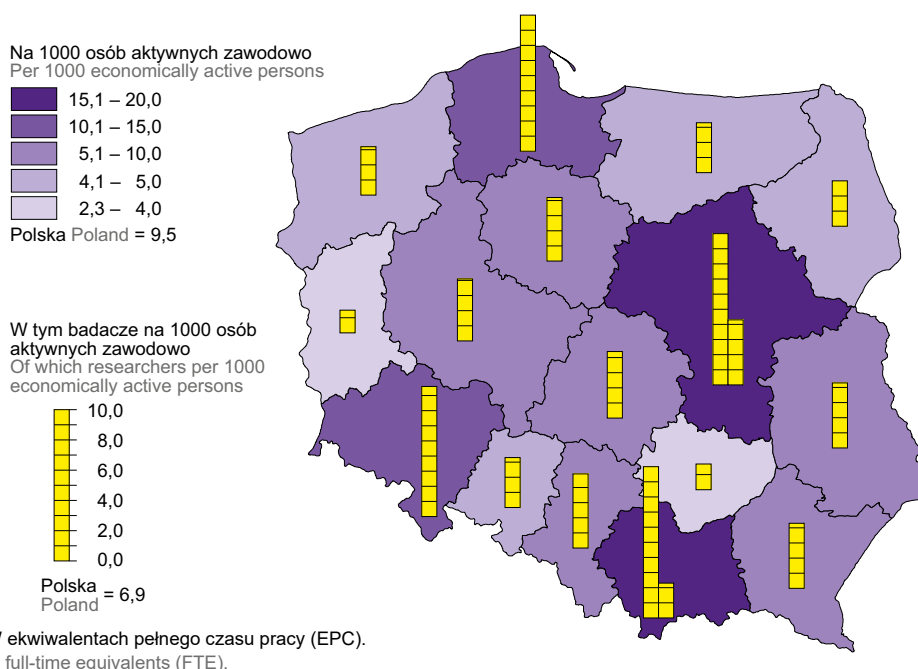 Na 1000 osób aktywnych zawodowo
Per 1000 economically active persons
15,1 – 20,0
10,1 – 15,0
5,1 – 10,0
4,1 – 5,0
2,3 – 4,0
Polska Poland = 9,5
W tym badacze na 1000 osób
aktywnych zawodowo
Of which researchers per 1000
economically active persons
10,0
8,0
6,0
4,0
2,0
0,0
Polska
Poland = 6,9
ekwiwalentach pełnego czasu pracy (EPC).
full-time equivalents (FTE).